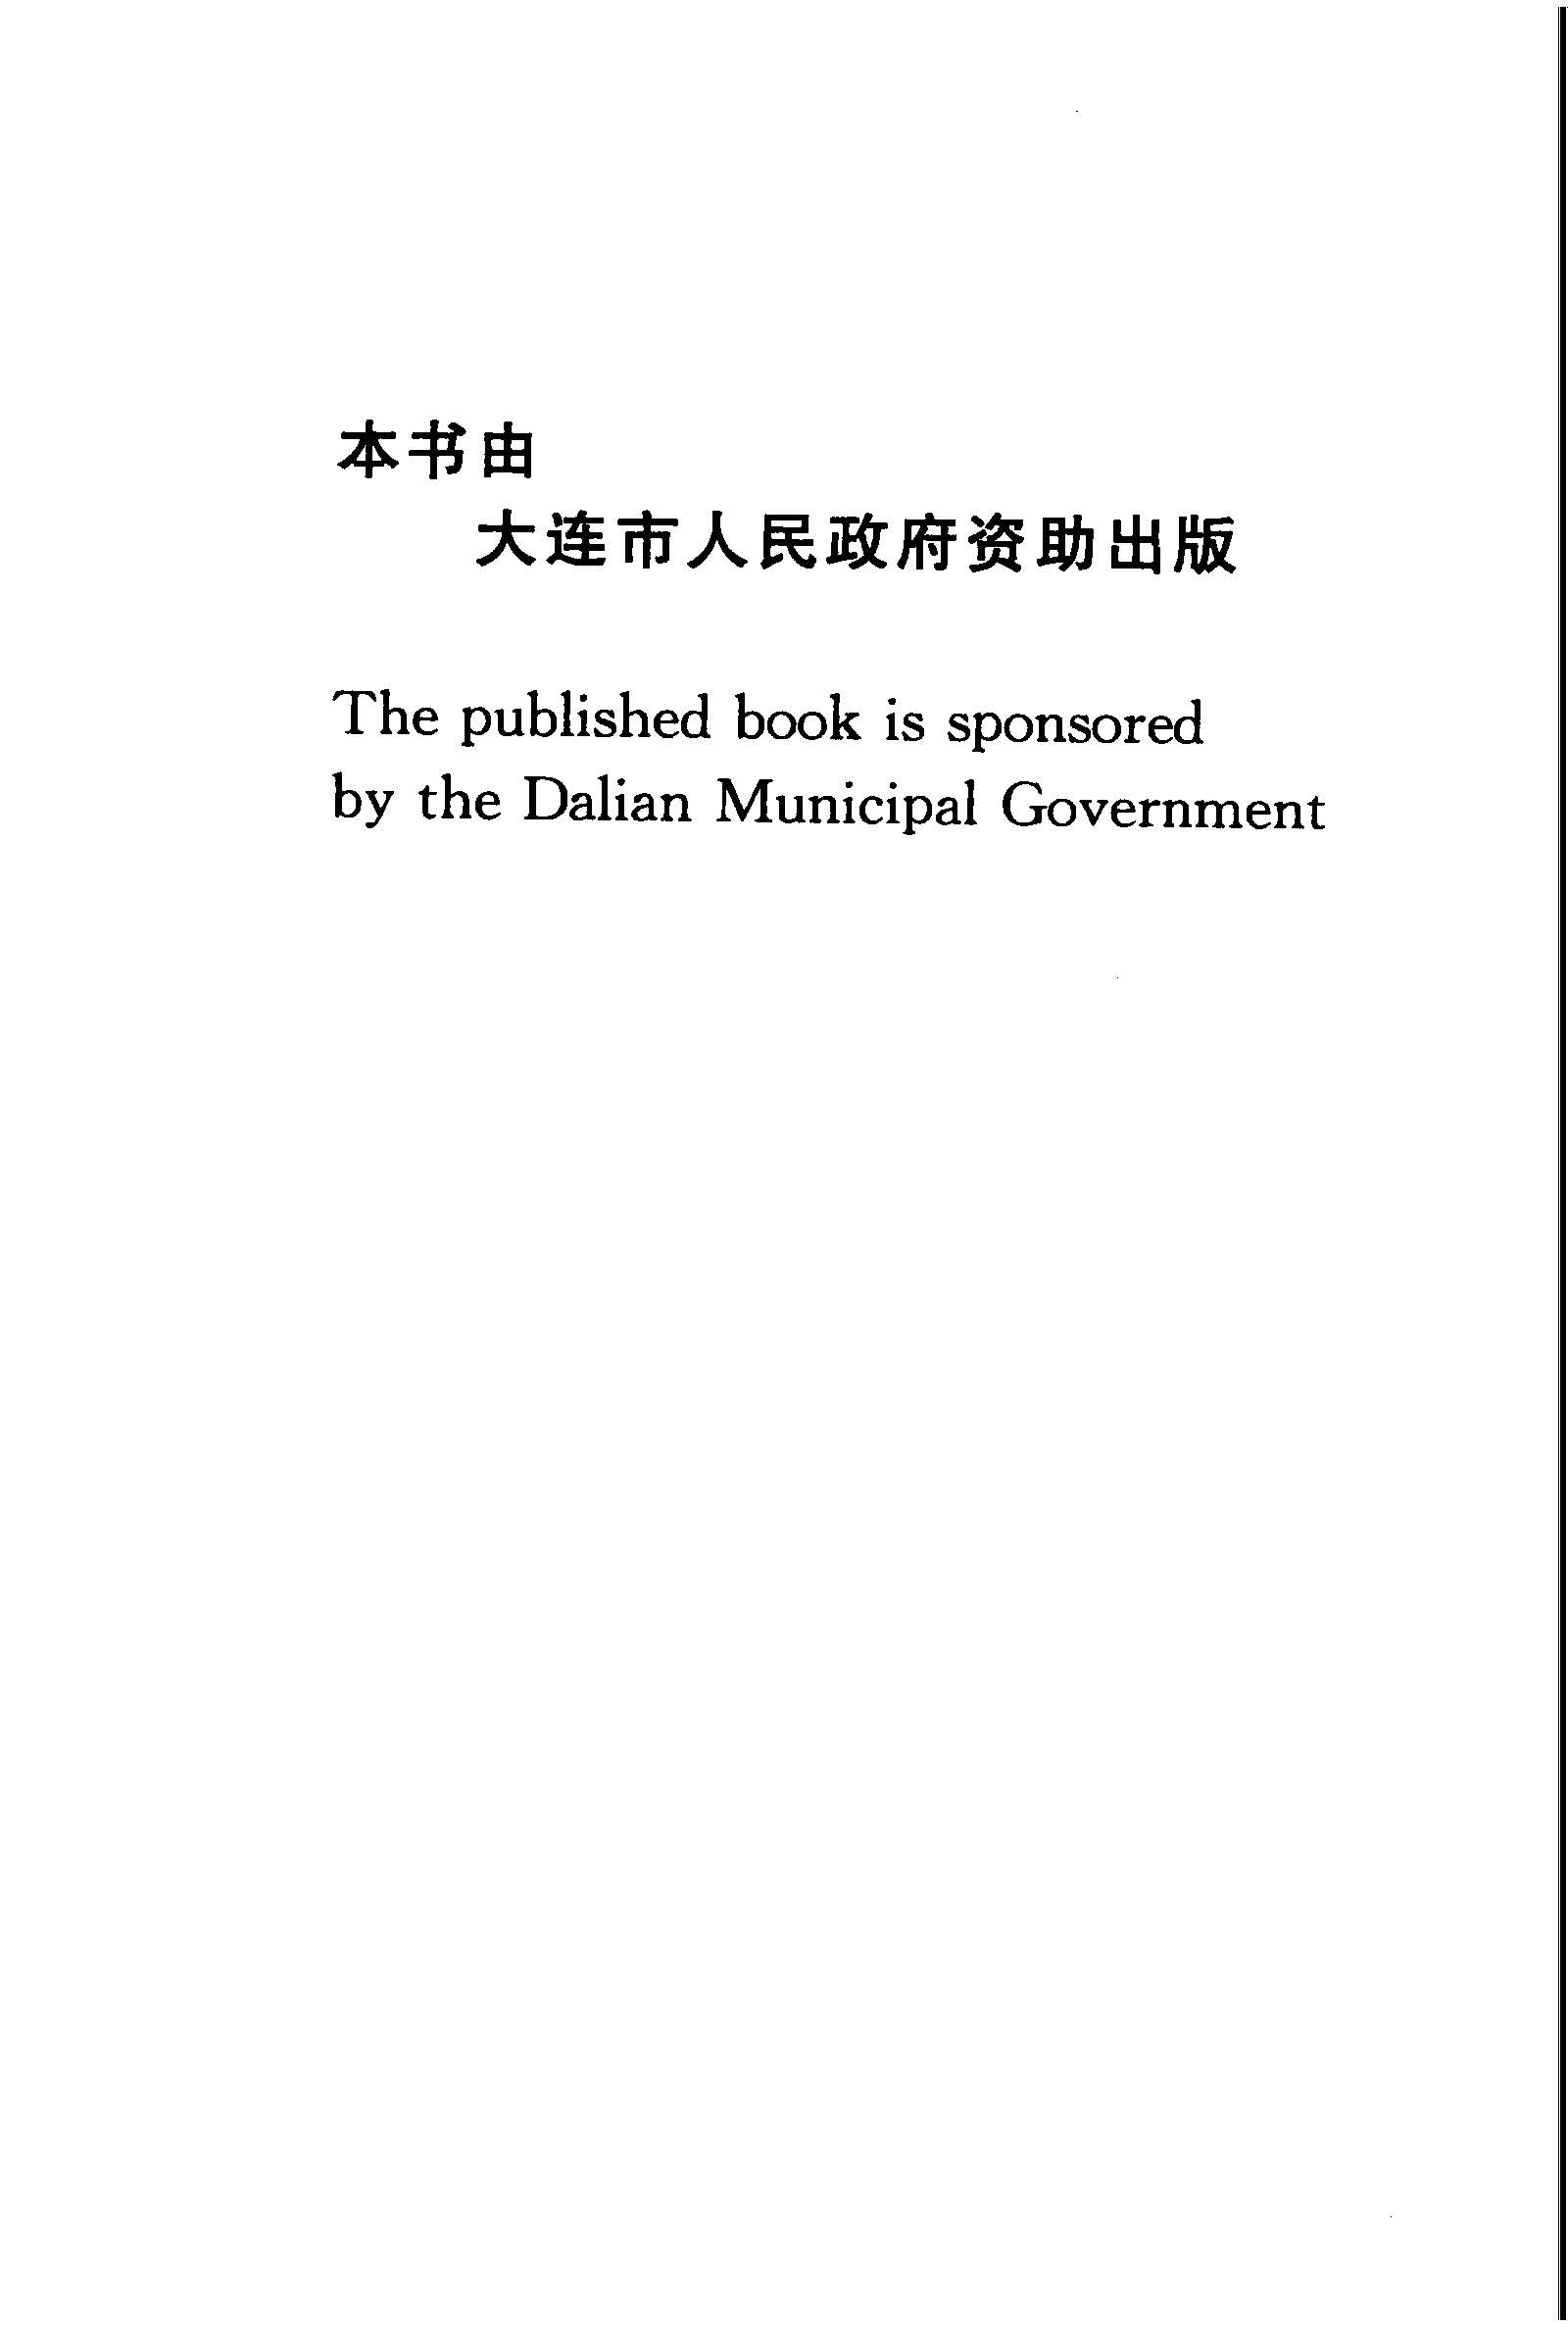 本书由
大连市人民政府资助出版
The published book is sponsored
by the Dalian Municipal Government